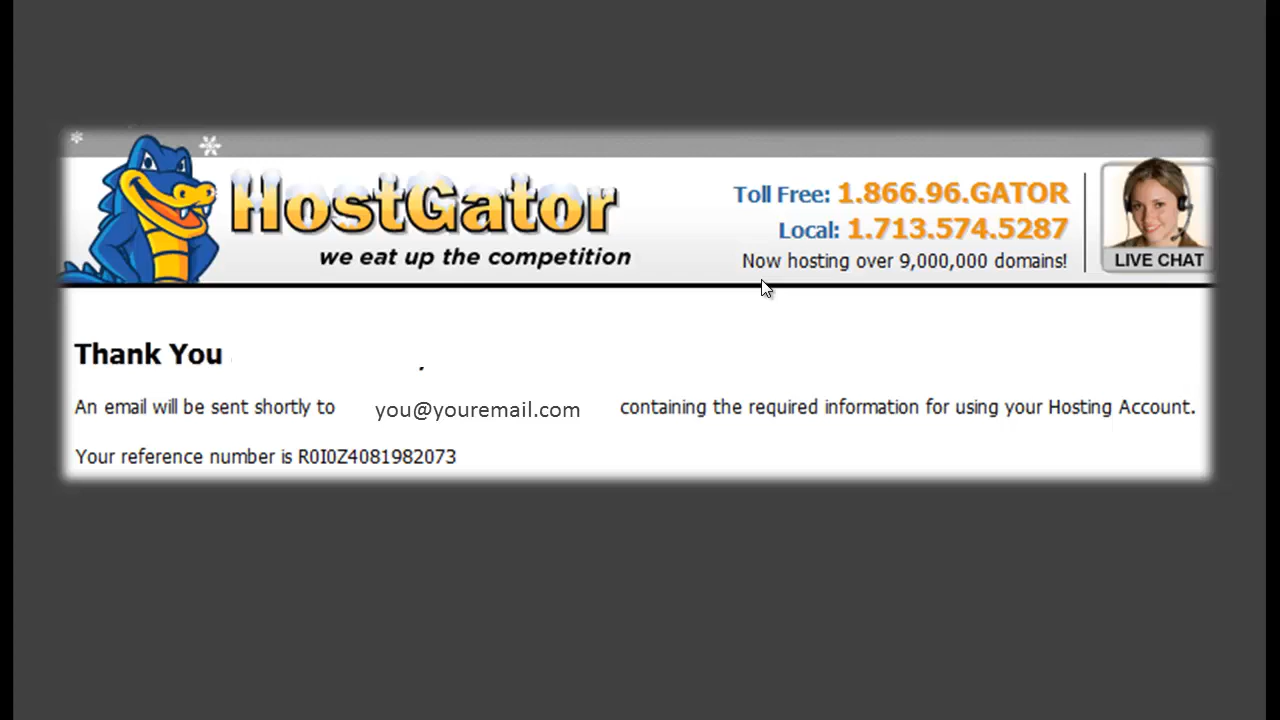 HostGator
we eat up the competition
Toll Free: 1.866.96.GATOR
Local: 1.713.574.5287
Now hosting over 9,000,000 domains!
LIVE CHAT
Thank You ,
An email will be sent shortly to you@youremail.com containing the required information for using your Hosting Account.
Your reference number is R0I0Z4081982073